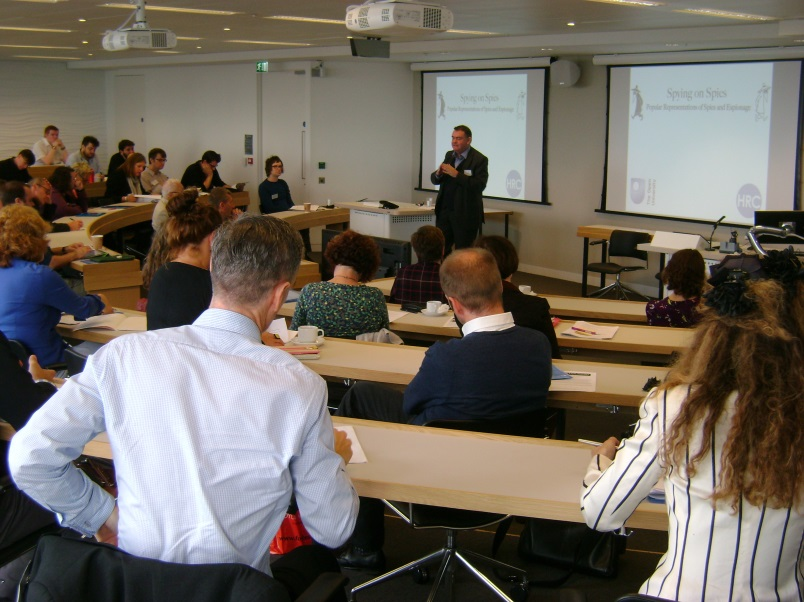 Spying on Spies
Popular Representations of Spies and Espionage
HRC
Spying on Spies
Popular Representations of Spies and Espionage
HRC